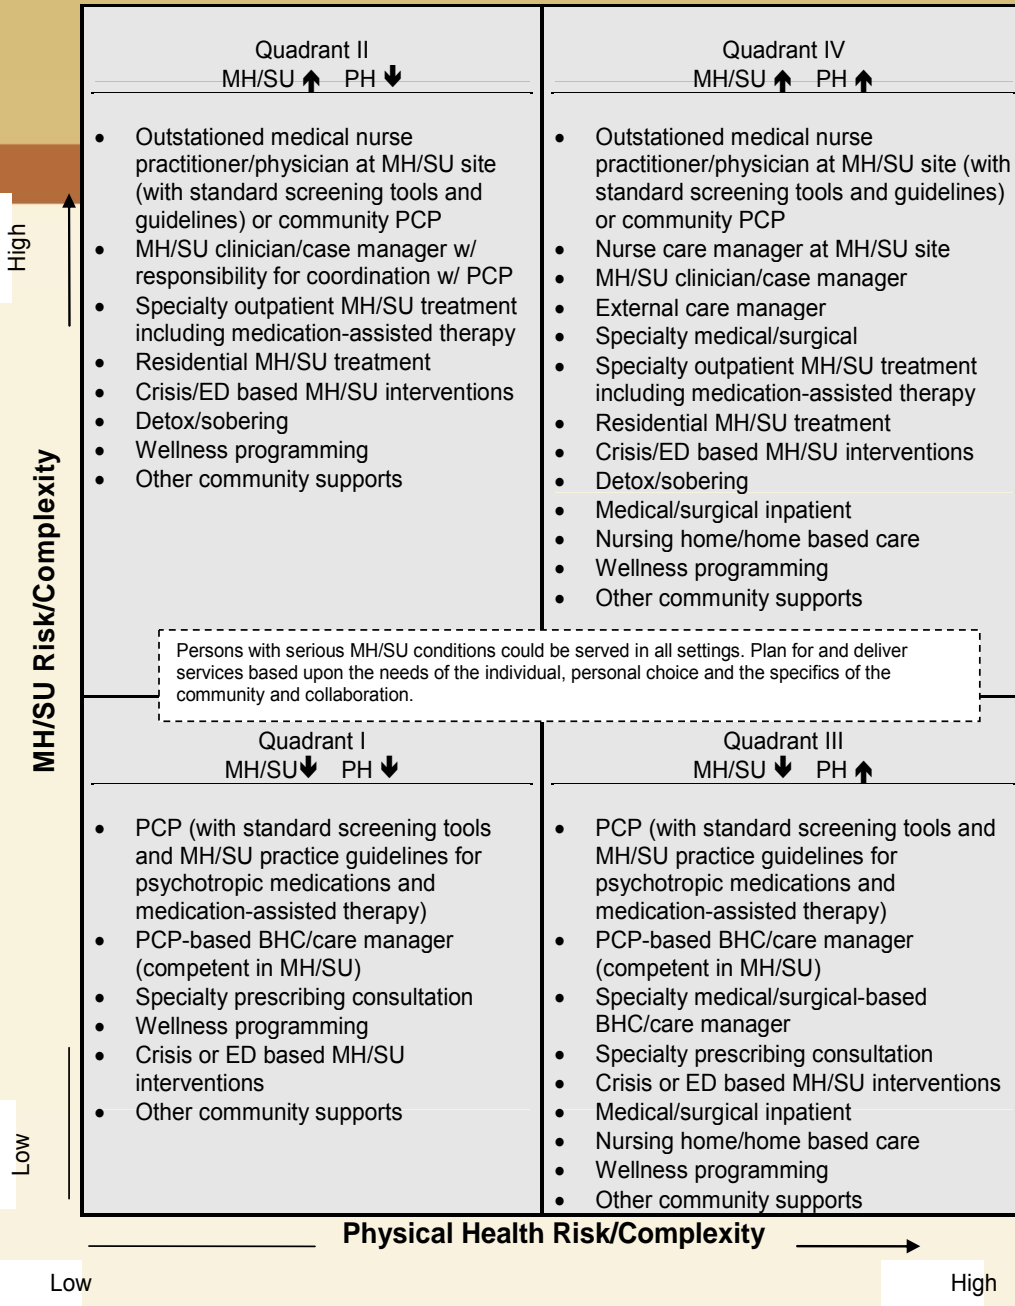 Quadrant II
MH/SU 🡹 PH 🡻
• Outstationed medical nurse
practitioner/physician at MH/SU site
(with standard screening tools and
guidelines) or community PCP
• MH/SU clinician/case manager w/
responsibility for coordination w/ PCP
• Specialty outpatient MH/SU treatment
including medication-assisted therapy
• Residential MH/SU treatment
• Crisis/ED based MH/SU interventions
• Detox/sobering
• Wellness programming
• Other community supports
Quadrant IV
MH/SU 🡹 PH 🡹
• Outstationed medical nurse
practitioner/physician at MH/SU site (with
standard screening tools and guidelines)
or community PCP
• Nurse care manager at MH/SU site
• MH/SU clinician/case manager
• External care manager
• Specialty medical/surgical
• Specialty outpatient MH/SU treatment
including medication-assisted therapy
• Residential MH/SU treatment
• Crisis/ED based MH/SU interventions
• Detox/sobering
• Medical/surgical inpatient
• Nursing home/home based care
• Wellness programming
• Other community supports
Persons with serious MH/SU conditions could be served in all settings. Plan for and deliver
services based upon the needs of the individual, personal choice and the specifics of the
community and collaboration.
Quadrant I
MH/SU🡻 PH 🡻
• PCP (with standard screening tools
and MH/SU practice guidelines for
psychotropic medications and
medication-assisted therapy)
• PCP-based BHC/care manager
(competent in MH/SU)
• Specialty prescribing consultation
• Wellness programming
• Crisis or ED based MH/SU
interventions
• Other community supports
Quadrant III
MH/SU 🡻 PH 🡹
• PCP (with standard screening tools and
MH/SU practice guidelines for
psychotropic medications and
medication-assisted therapy)
• PCP-based BHC/care manager
(competent in MH/SU)
• Specialty medical/surgical-based
BHC/care manager
• Specialty prescribing consultation
• Crisis or ED based MH/SU interventions
• Medical/surgical inpatient
• Nursing home/home based care
• Wellness programming
• Other community supports
High
MH/SU Risk/Complexity
Low
Physical Health Risk/Complexity
Low
High